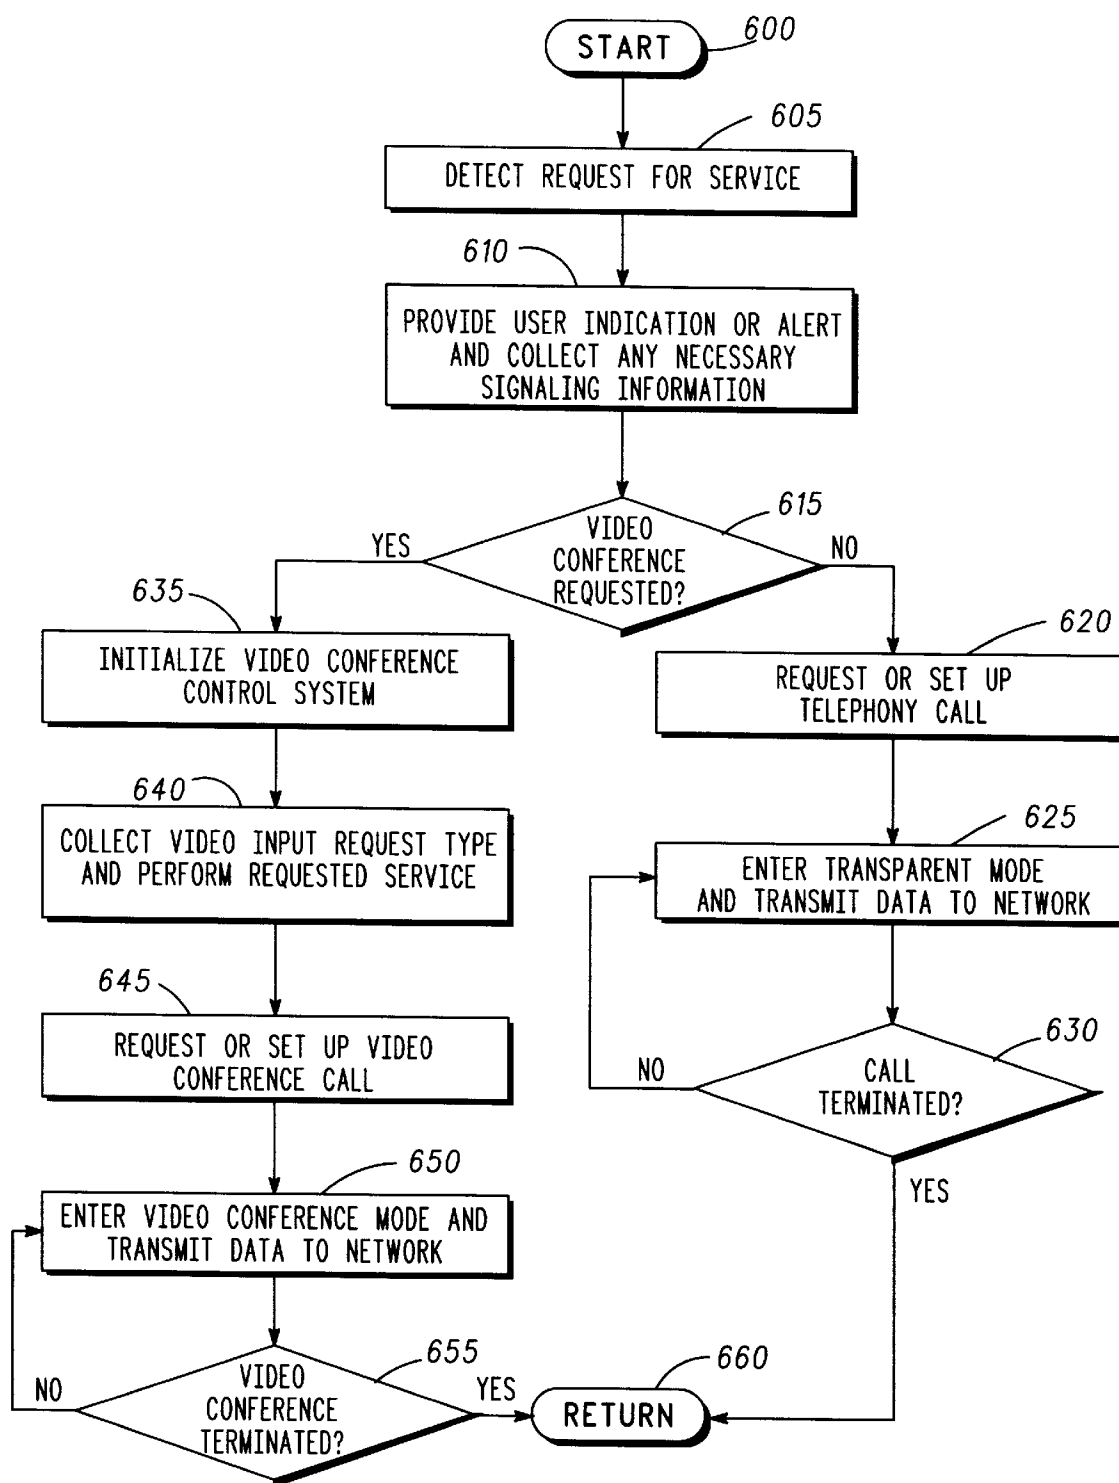 START
600
605
DETECT REQUEST FOR SERVICE
610
PROVIDE USER INDICATION OR ALERT
AND COLLECT ANY NECESSARY
SIGNALING INFORMATION
615
VIDEO
CONFERENCE
REQUESTED?
YES
NO
635
INITIALIZE VIDEO CONFERENCE
CONTROL SYSTEM
620
REQUEST OR SET UP
TELEPHONY CALL
640
COLLECT VIDEO INPUT REQUEST TYPE
AND PERFORM REQUESTED SERVICE
625
ENTER TRANSPARENT MODE
AND TRANSMIT DATA TO NETWORK
645
REQUEST OR SET UP VIDEO
CONFERENCE CALL
630
CALL
TERMINATED?
NO
YES
650
ENTER VIDEO CONFERENCE MODE AND
TRANSMIT DATA TO NETWORK
655
VIDEO
CONFERENCE
TERMINATED?
NO
YES
660
RETURN